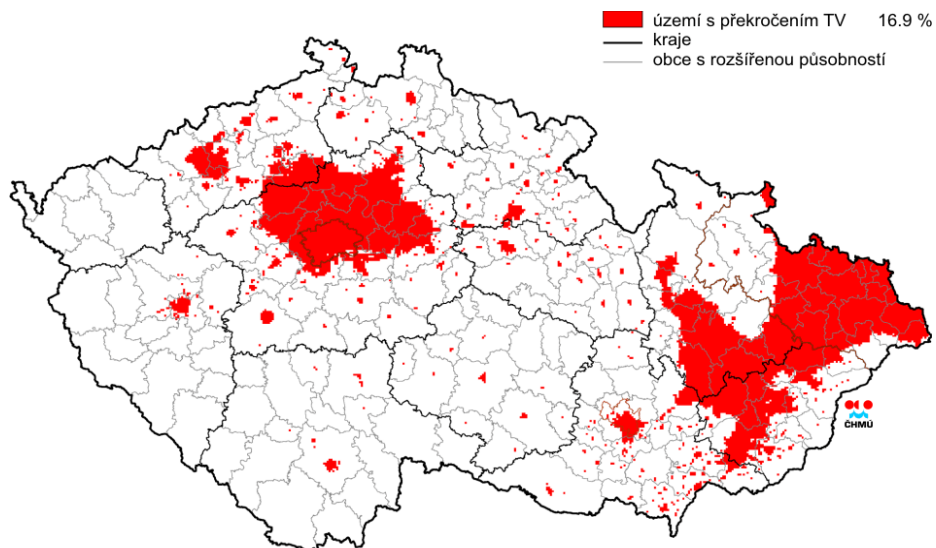 území s překročením TV 16.9 %
kraje
obce s rozšířenou působností
ČHMÚ